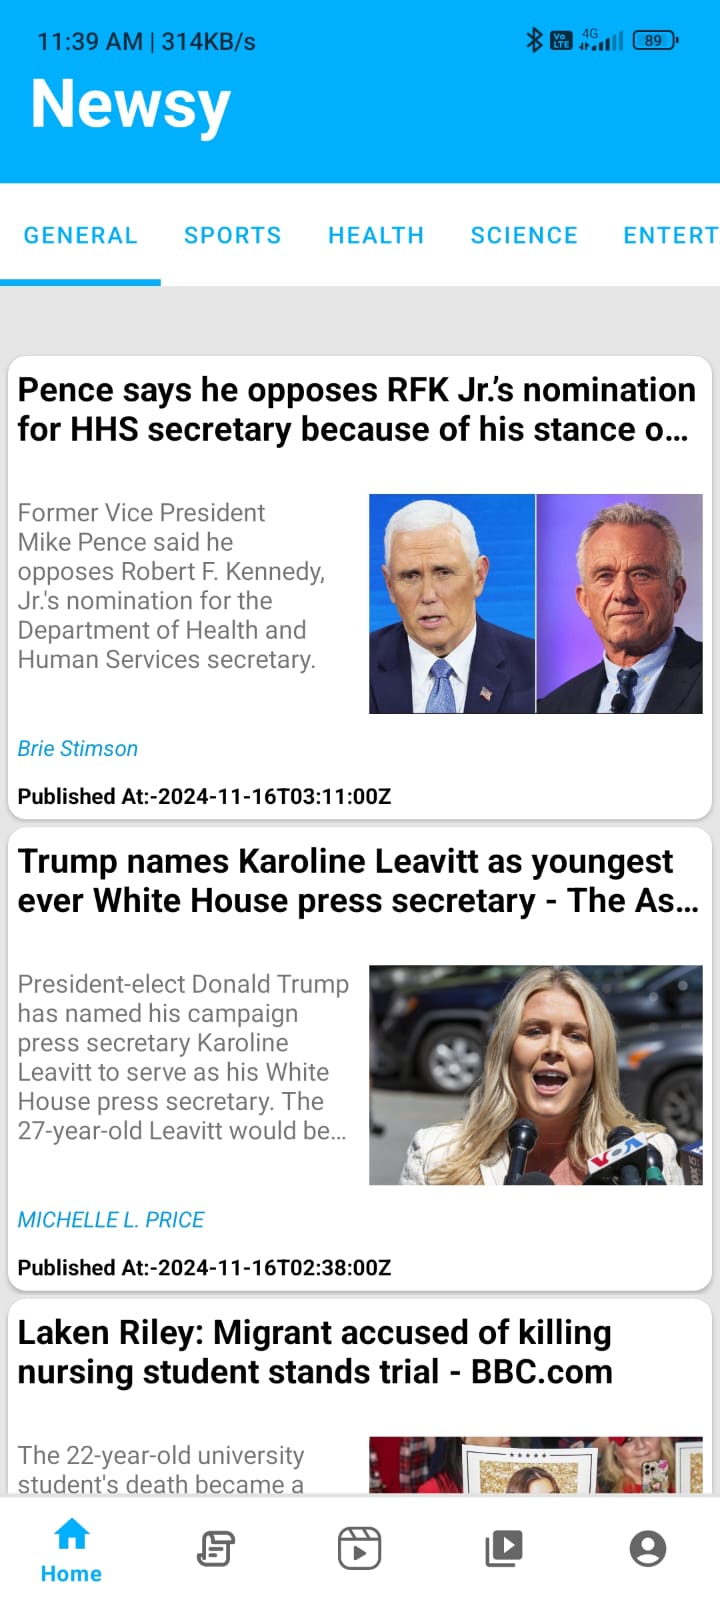 11:39 AM | 314KB/s
Vo LTE
4G
89
Newsy
GENERAL SPORTS HEALTH SCIENCE ENTERT
Pence says he opposes RFK Jr.’s nomination
for HHS secretary because of his stance o...
Former Vice President
Mike Pence said he
opposes Robert F. Kennedy,
Jr.'s nomination for the
Department of Health and
Human Services secretary.
Brie Stimson
Published At:-2024-11-16T03:11:00Z
Trump names Karoline Leavitt as youngest
ever White House press secretary - The As...
President-elect Donald Trump
has named his campaign
press secretary Karoline
Leavitt to serve as his White
House press secretary. The
27-year-old Leavitt would be...
VOA
FOX5
MICHELLE L. PRICE
Published At:-2024-11-16T02:38:00Z
Laken Riley: Migrant accused of killing
nursing student stands trial - BBC.com
The 22-year-old university
student's death became a
Home